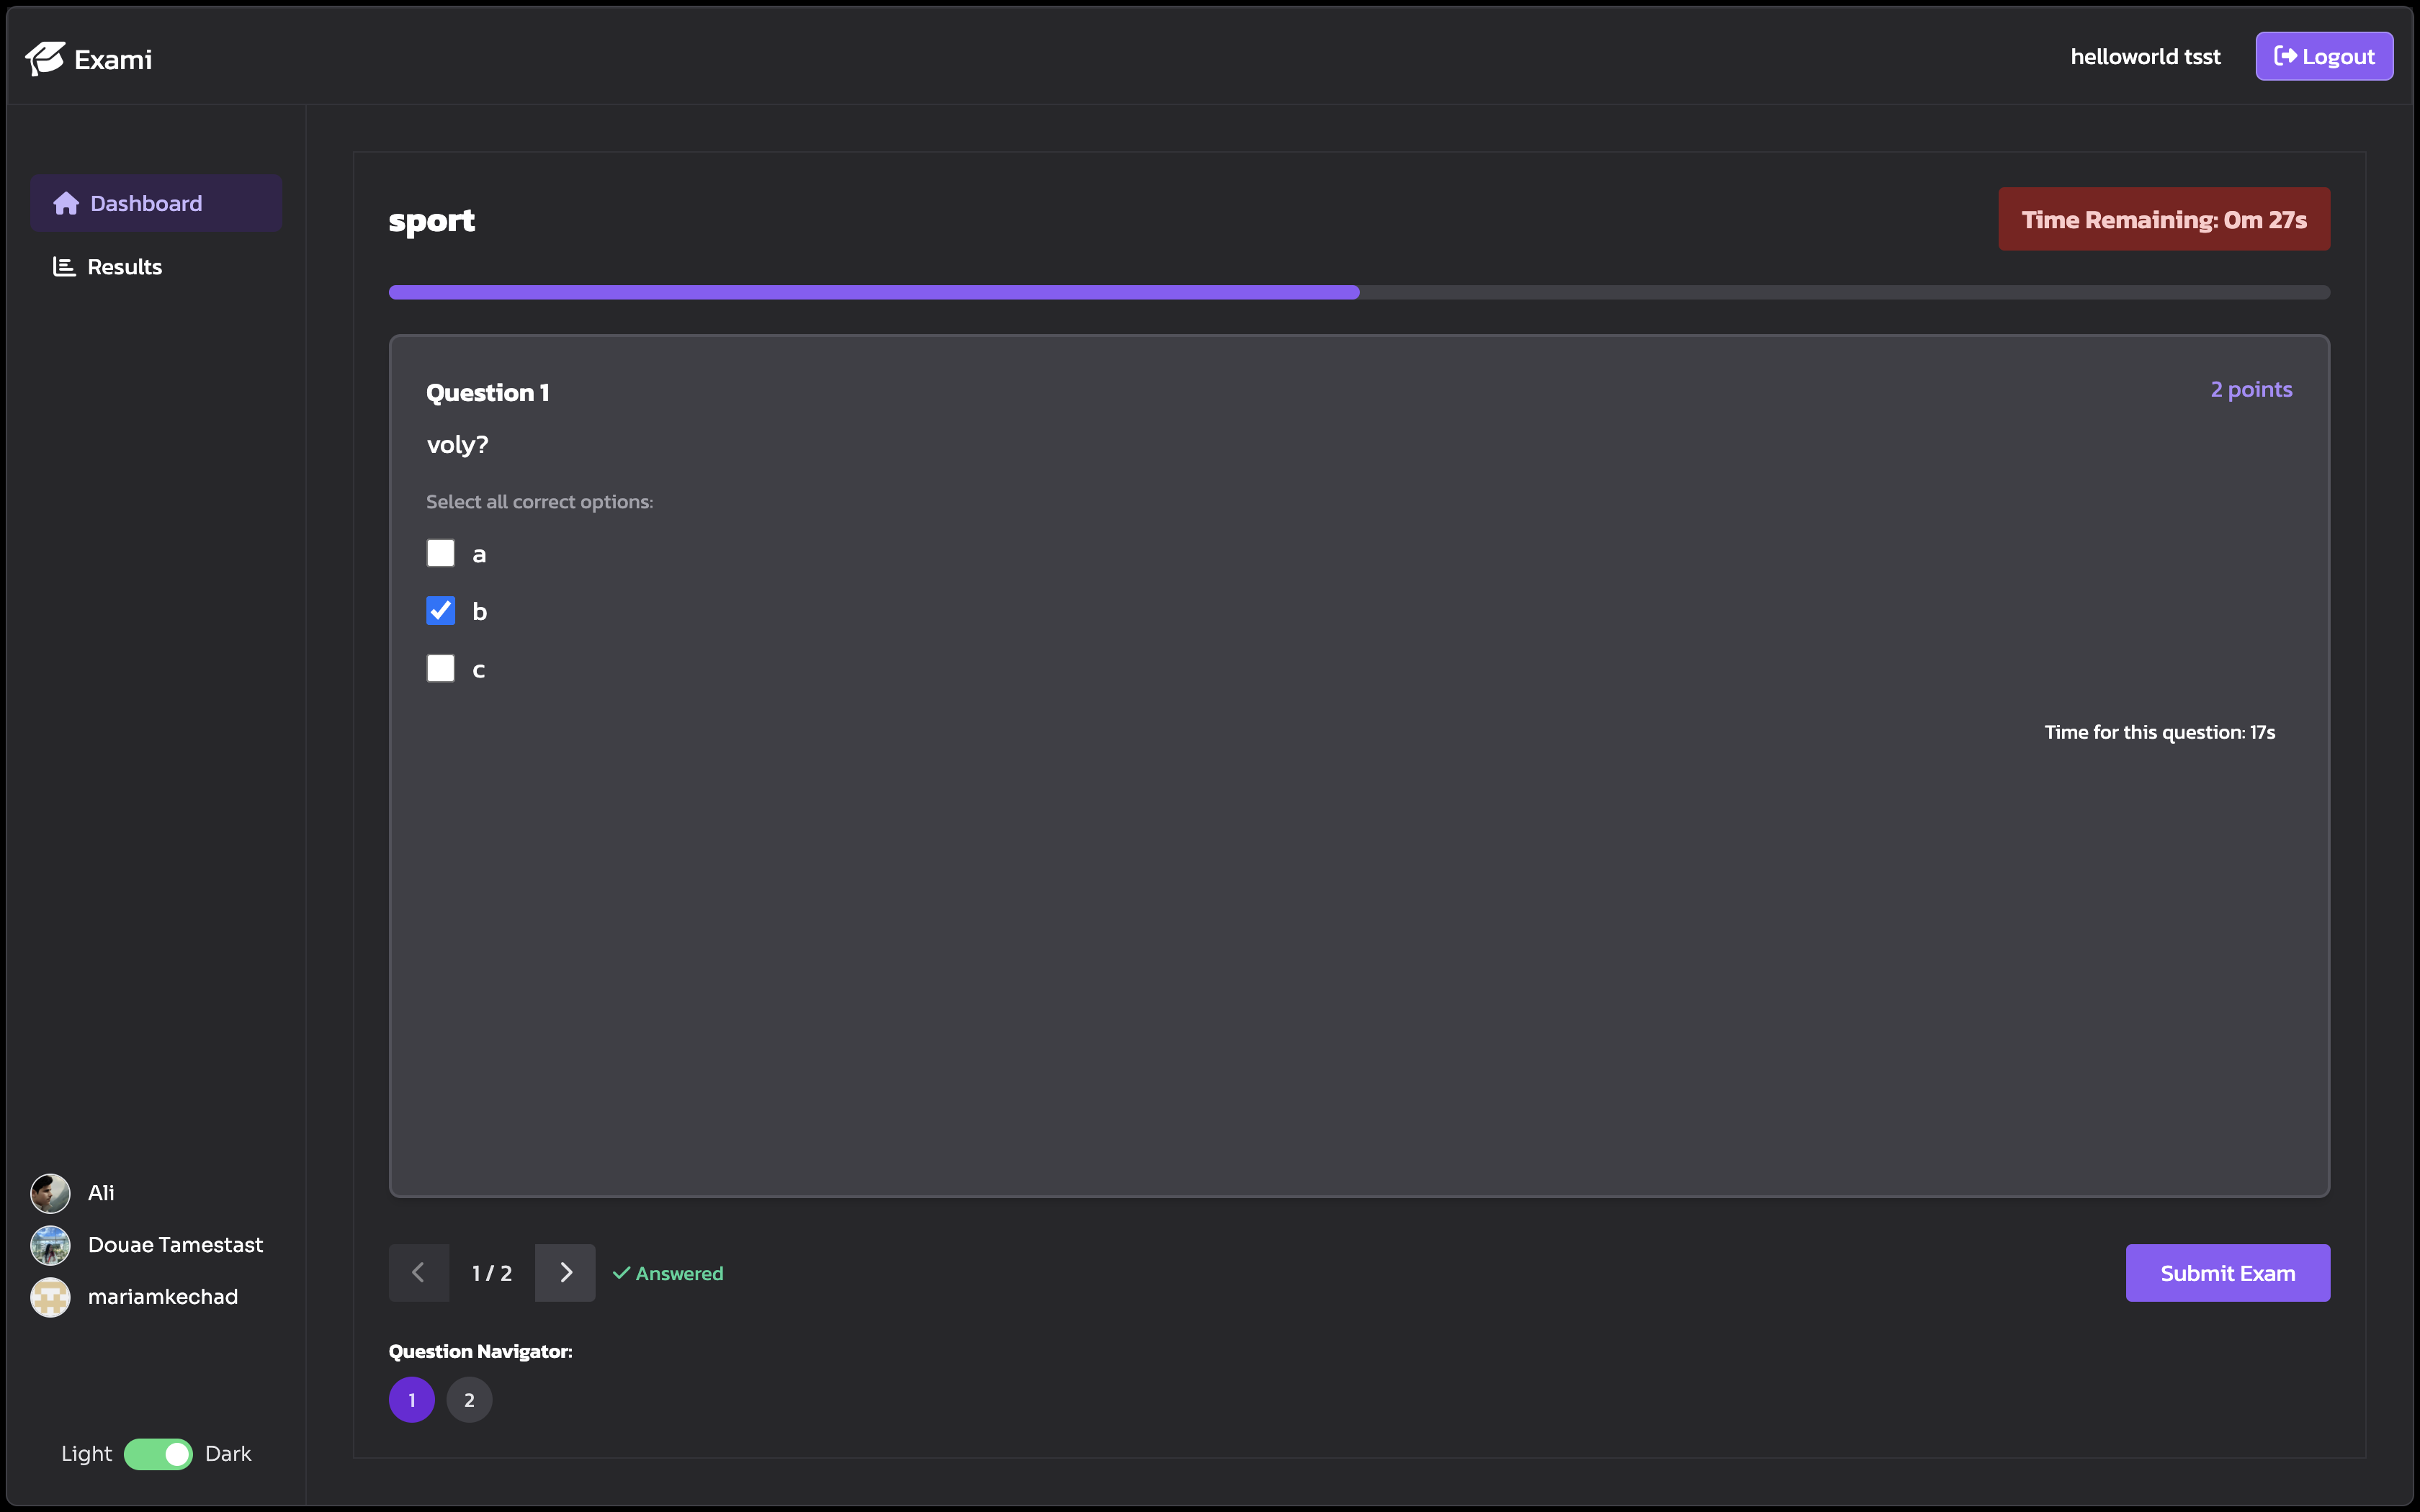 Exami
helloworld tsst
Logout
Dashboard
Results
sport
Time Remaining: 0m 27s
Question 1
2 points
voly?
Select all correct options:
a
b
c
Time for this question: 17s
Ali
Douae Tamestast
mariamkechad
1 / 2
Answered
Submit Exam
Question Navigator:
1 2
Light Dark